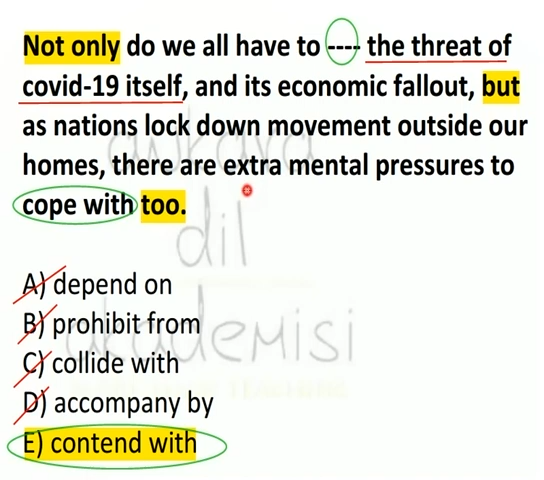 Not only do we all have to ---- the threat of
covid-19 itself, and its economic fallout, but
as nations lock down movement outside our
homes, there are extra mental pressures to
cope with too.
ankara
dil
akademisi
A) depend on
B) prohibit from
C) collide with
D) accompany by
E) contend with